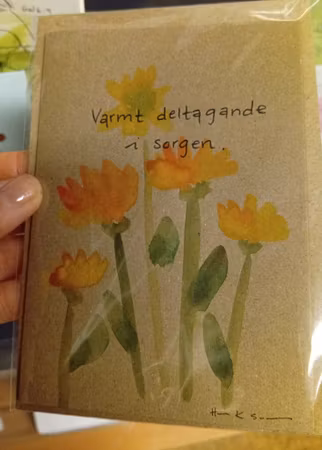 Varmt deltagande
i sorgen.